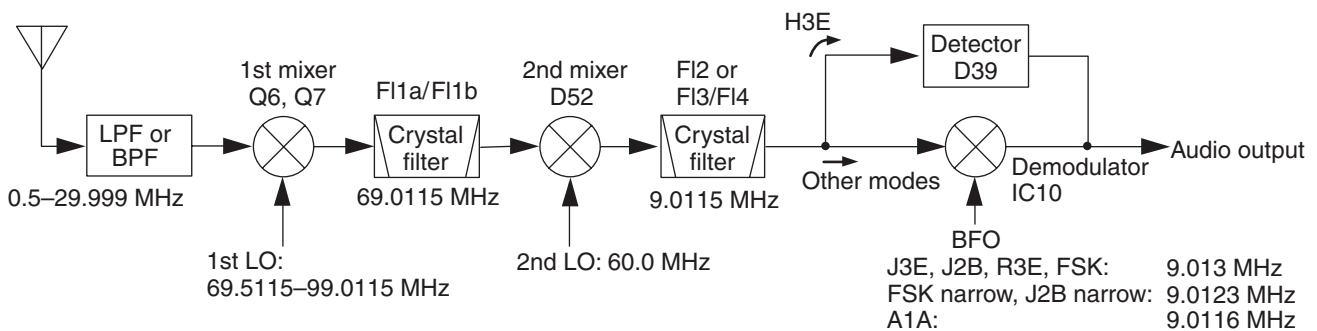 H3E
Detector
D39
1st mixer
Q6, Q7
2nd mixer
D52
Fl2 or
Fl3/Fl4
Fl1a/Fl1b
LPF or
BPF
Crystal
filter
Crystal
filter
0.5–29.999 MHz
69.0115 MHz
9.0115 MHz
Other modes
Demodulator
IC10
Audio output
1st LO:
69.5115–99.0115 MHz
2nd LO: 60.0 MHz
BFO
J3E, J2B, R3E, FSK: 9.013 MHz
FSK narrow, J2B narrow: 9.0123 MHz
A1A: 9.0116 MHz